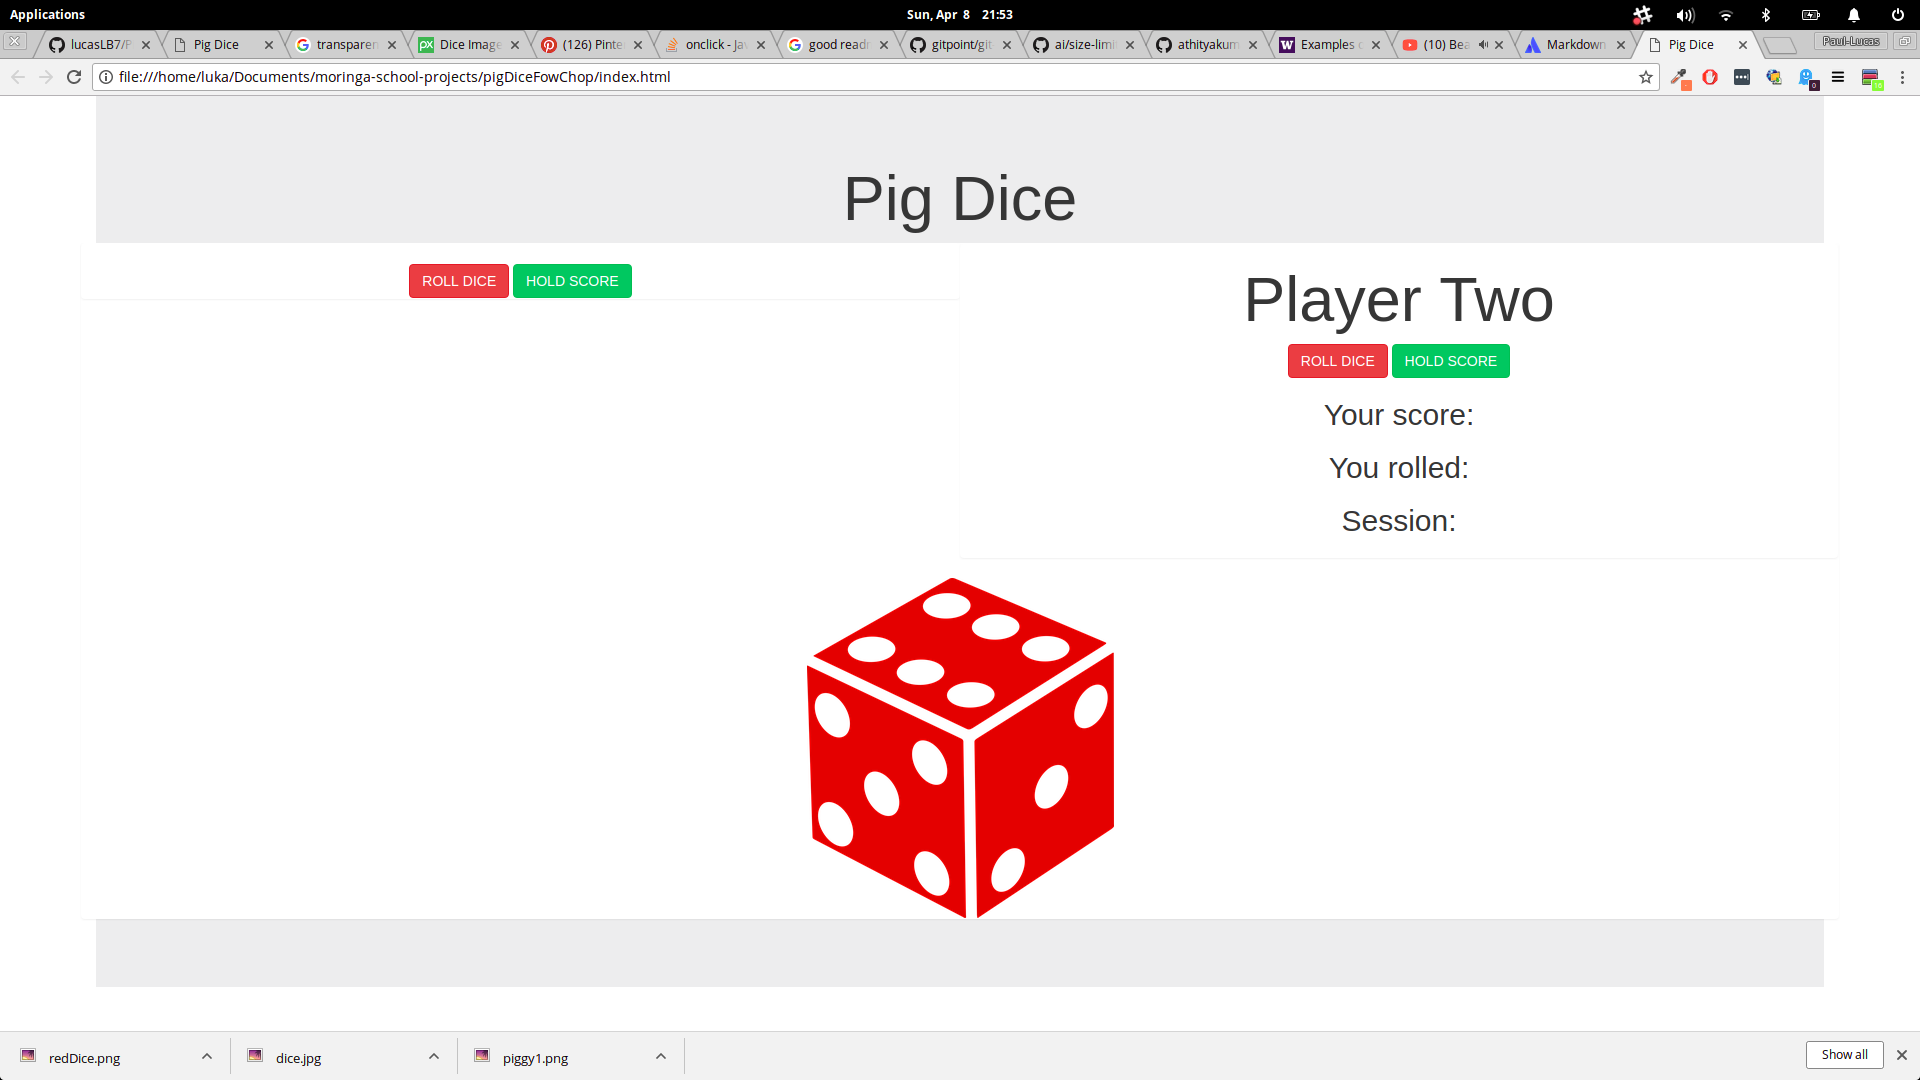 Applications
Sun, Apr 8 21:53
lucasLB7/P
Pig Dice
transparen
Dice Image
(126) Pinte
onclick - Ja
good readm
gitpoint/git
ai/size-limi
athityakum
Examples o
(10) Bea
Markdown
Pig Dice
Paul-Lucas
file:///home/luka/Documents/moringa-school-projects/pigDiceFowChop/index.html
Pig Dice
ROLL DICE HOLD SCORE
Player Two
ROLL DICE HOLD SCORE
Your score:
You rolled:
Session:
redDice.png
dice.jpg
piggy1.png
Show all